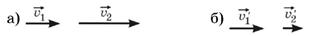 а) v₁ v₂ б) v₁′ v₂′